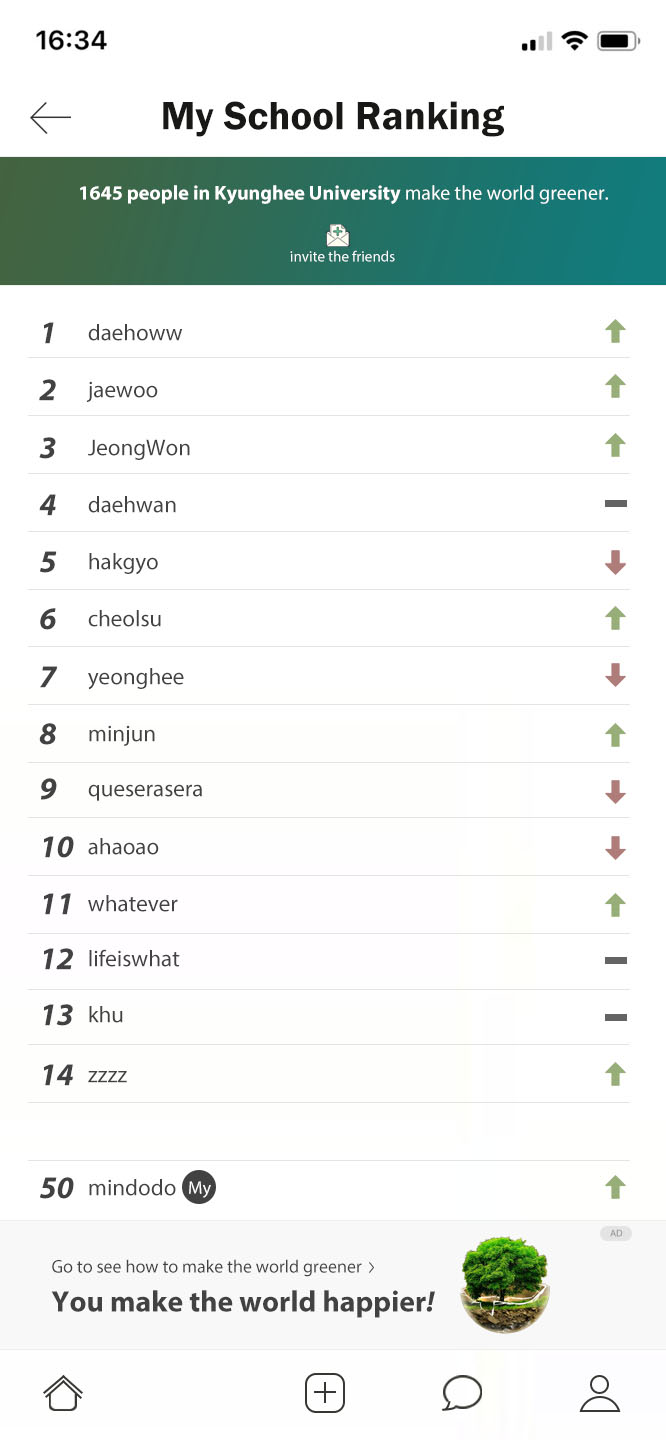 16:34
My School Ranking
1645 people in Kyunghee University make the world greener.
invite the friends
1 daehoww
2 jaewoo
3 JeongWon
4 daehwan
5 hakgyo
6 cheolsu
7 yeonghee
8 minjun
9 queserasera
10 ahaoao
11 whatever
12 lifeiswhat
13 khu
14 zzzz
50 mindodo My
AD
Go to see how to make the world greener >
You make the world happier!